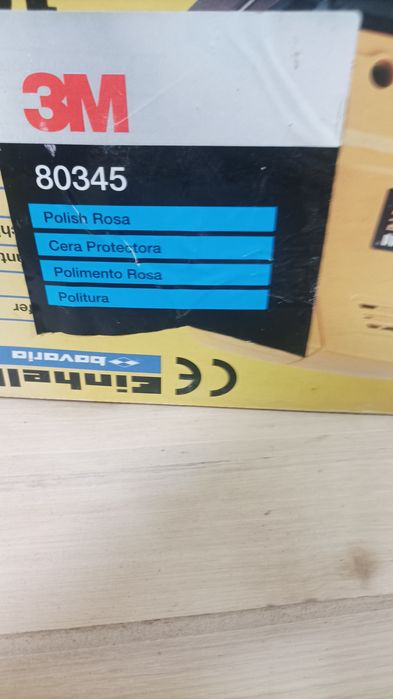 3M
80345
Polish Rosa
Cera Protectora
Polimento Rosa
Politura
bavaria
Einhell
CE